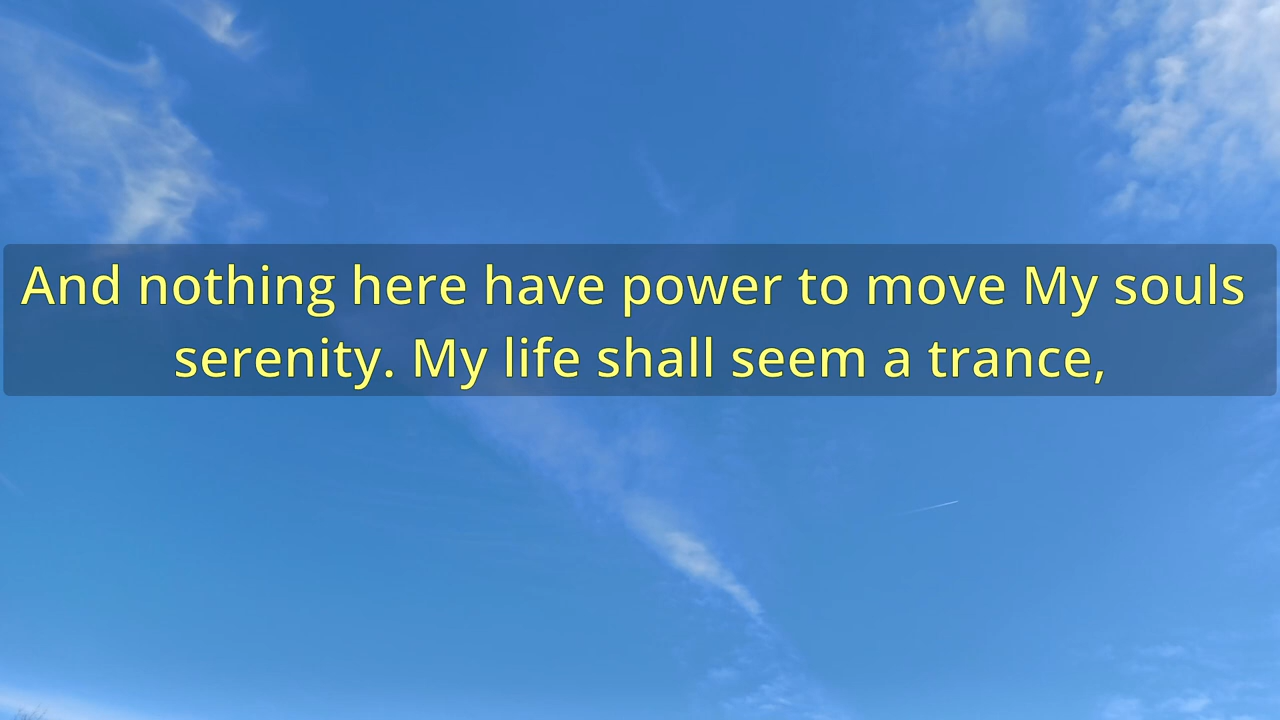 And nothing here have power to move My souls
serenity. My life shall seem a trance,